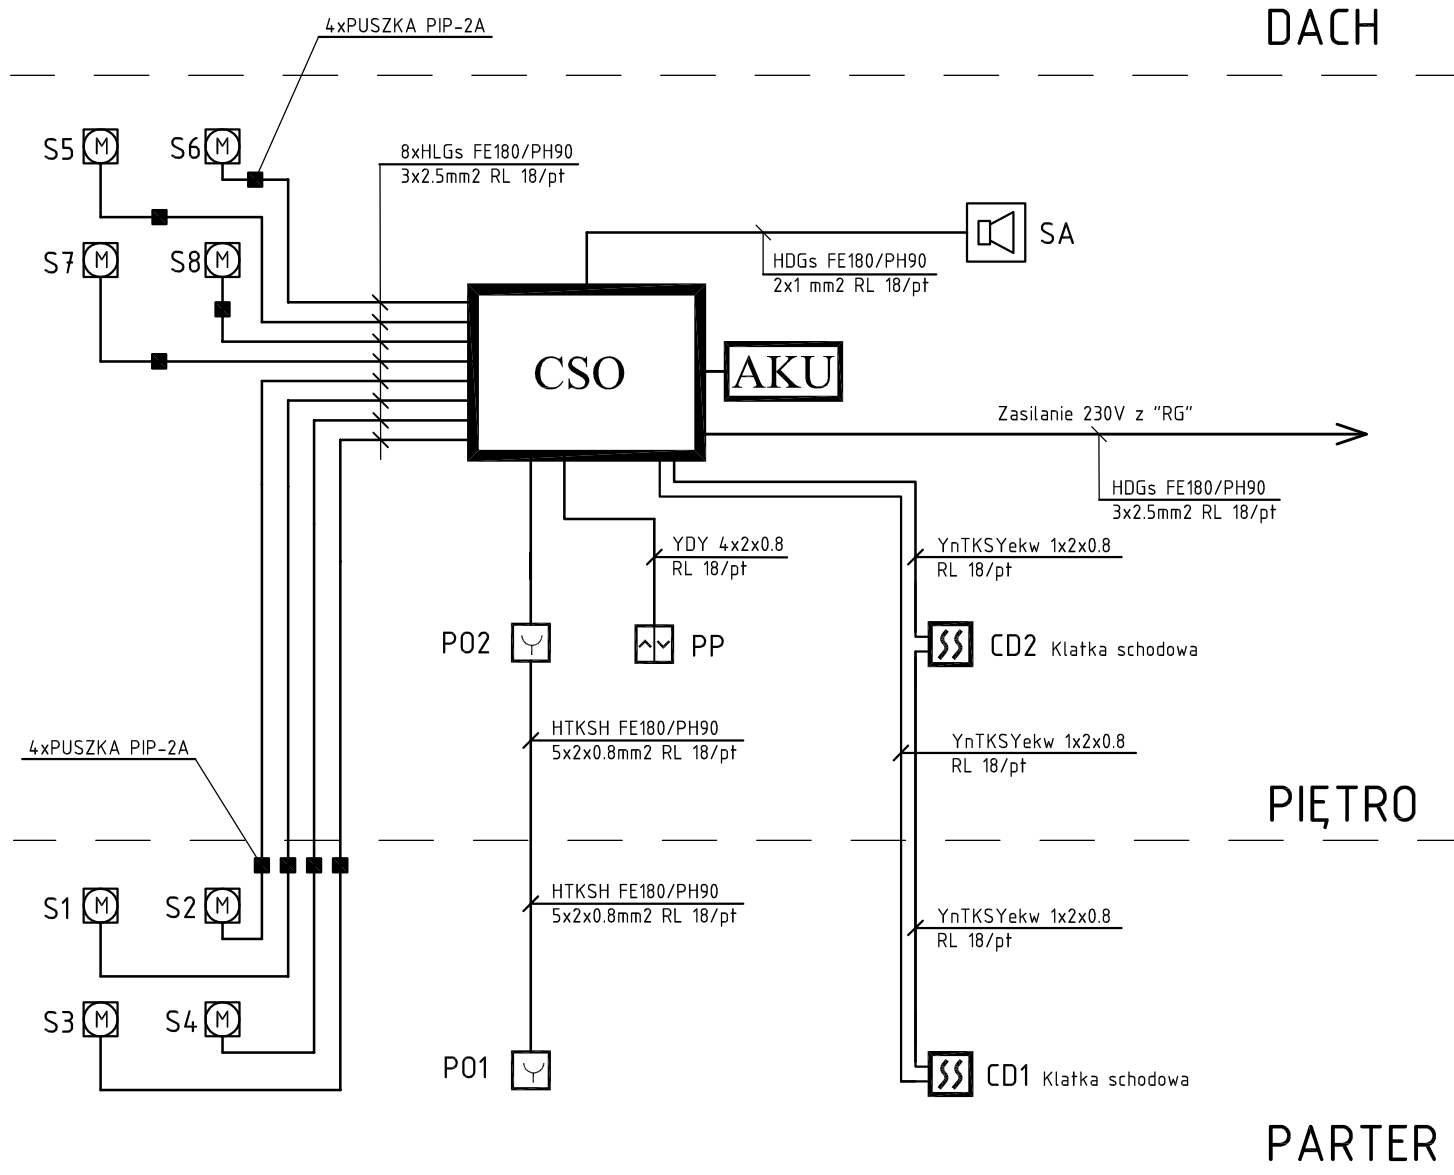 4xPUSZKA PIP-2A
DACH
S5
M
S6
M
8xHLGs FE180/PH90
3x2.5mm2 RL 18/pt
SA
S7
M
S8
M
HDGs FE180/PH90
2x1 mm2 RL 18/pt
CSO
AKU
Zasilanie 230V z "RG"
HDGs FE180/PH90
3x2.5mm2 RL 18/pt
YDY 4x2x0.8
RL 18/pt
YnTKSYekw 1x2x0.8
RL 18/pt
PO2
PP
CD2 Klatka schodowa
HTKSH FE180/PH90
5x2x0.8mm2 RL 18/pt
YnTKSYekw 1x2x0.8
RL 18/pt
4xPUSZKA PIP-2A
PIĘTRO
S1
M
S2
M
HTKSH FE180/PH90
5x2x0.8mm2 RL 18/pt
YnTKSYekw 1x2x0.8
RL 18/pt
S3
M
S4
M
PO1
CD1 Klatka schodowa
PARTER